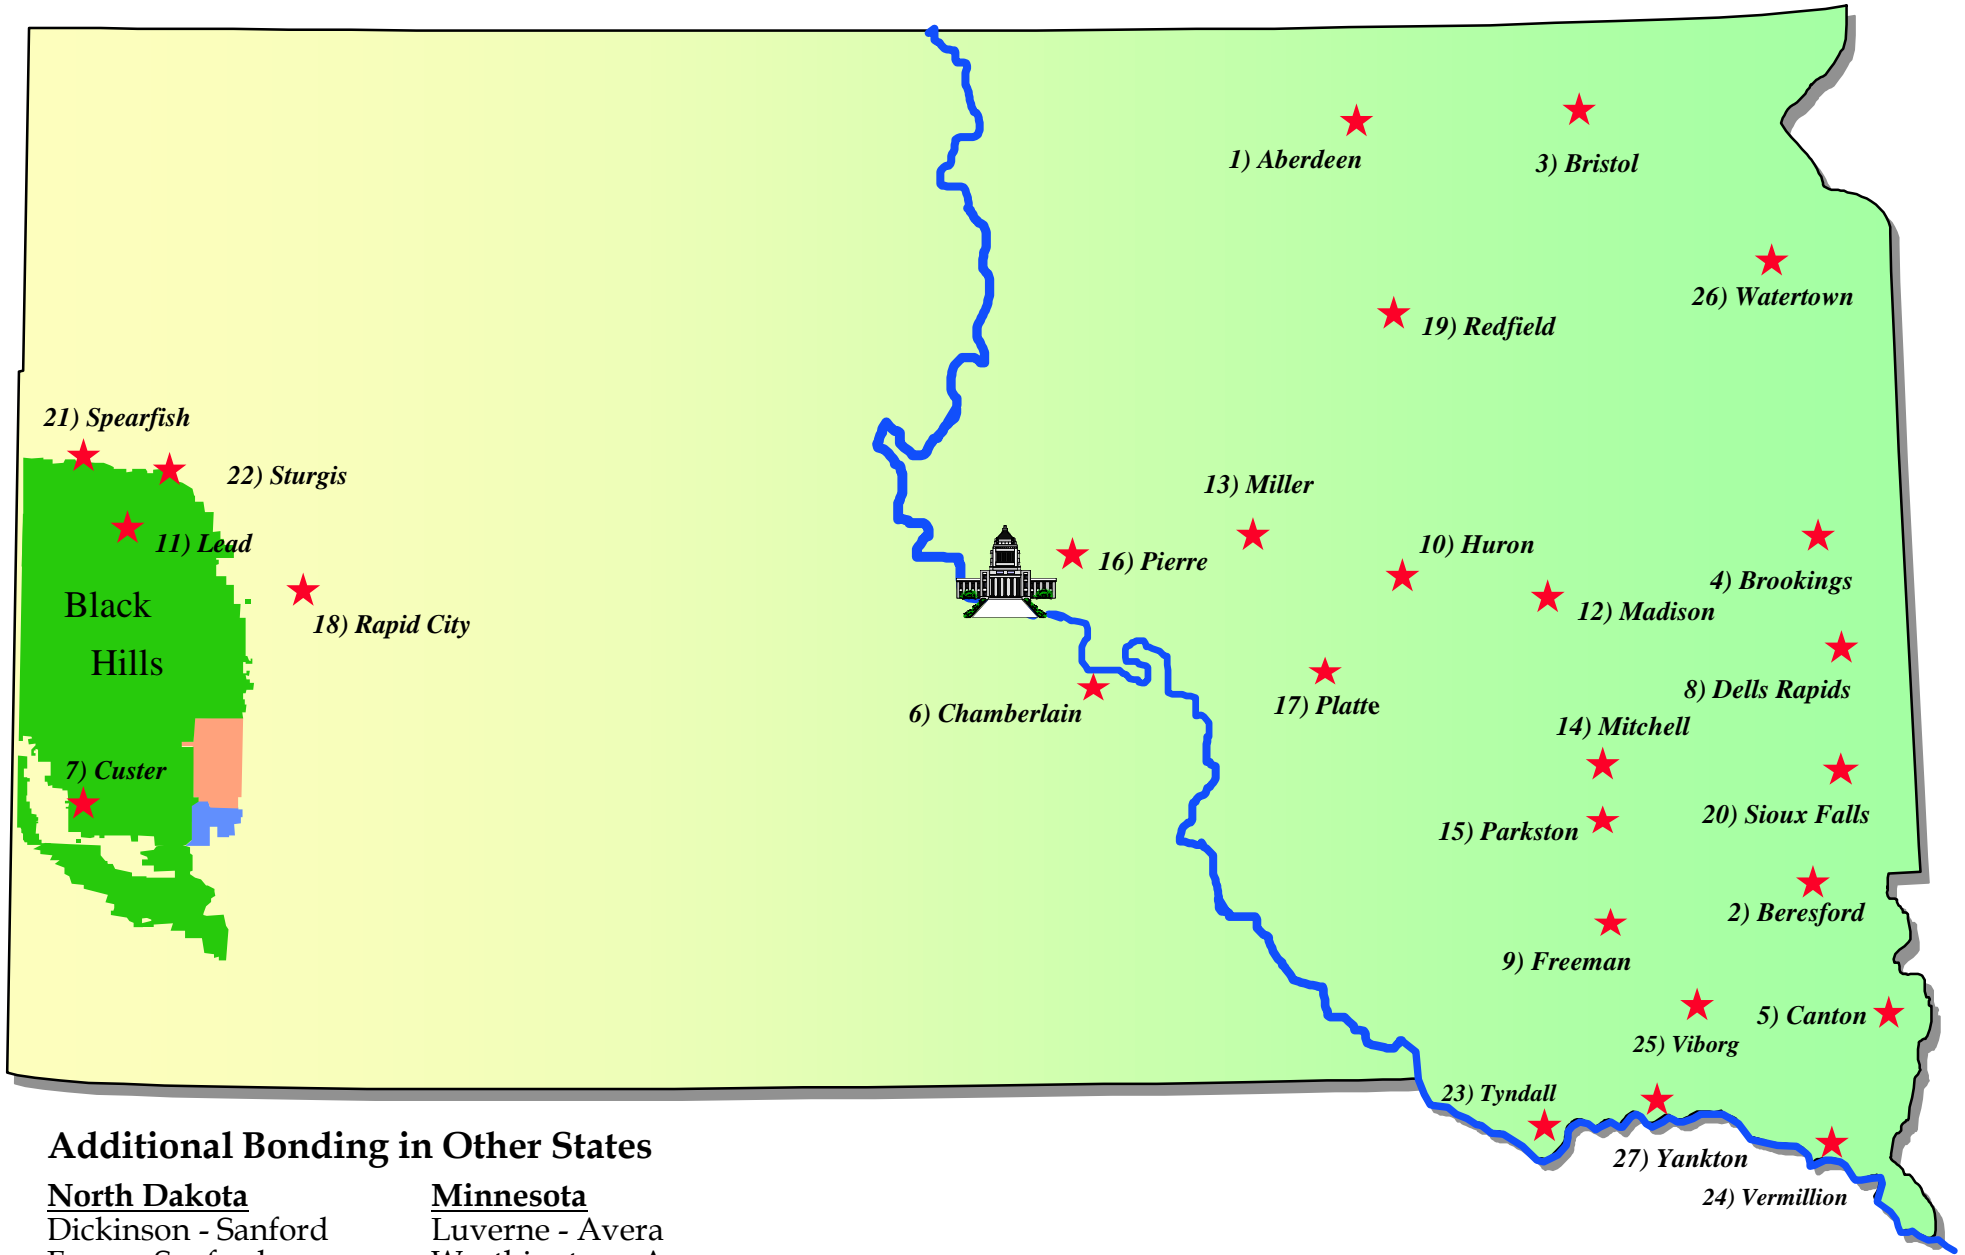 1) Aberdeen
3) Bristol
26) Watertown
19) Redfield
21) Spearfish
22) Sturgis
13) Miller
11) Lead
10) Huron
16) Pierre
4) Brookings
Black
12) Madison
18) Rapid City
Hills
8) Dells Rapids
17) Platte
6) Chamberlain
14) Mitchell
7) Custer
20) Sioux Falls
15) Parkston
2) Beresford
9) Freeman
5) Canton
25) Viborg
23) Tyndall
27) Yankton
24) Vermillion
Additional Bonding in Other States
North Dakota
Dickinson - Sanford
Minnesota
Luverne - Avera